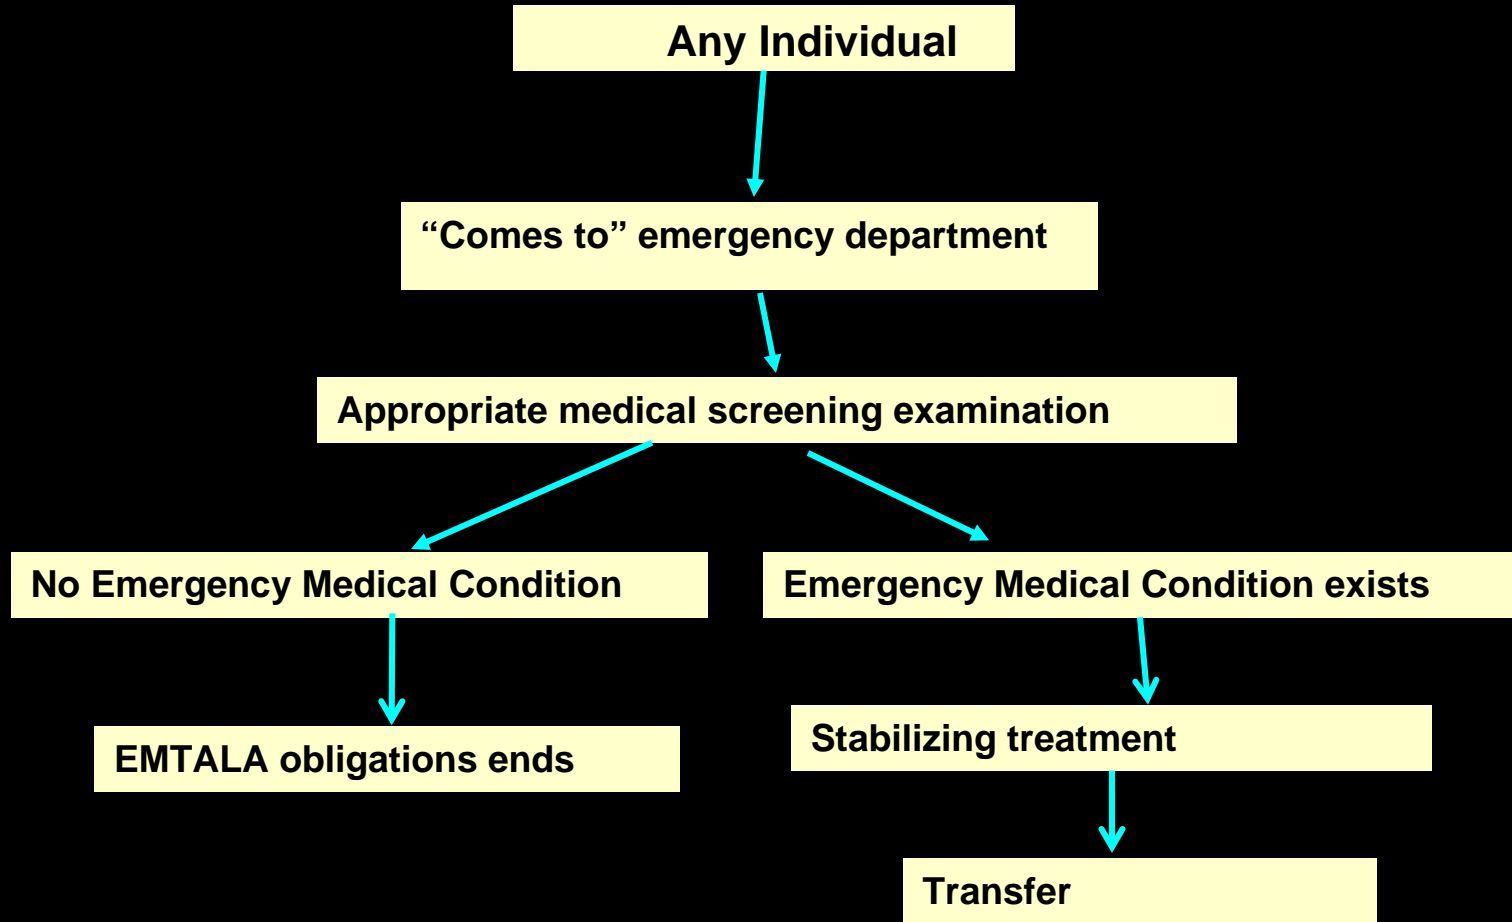 Any Individual
“Comes to” emergency department
Appropriate medical screening examination
No Emergency Medical Condition
Emergency Medical Condition exists
EMTALA obligations ends
Stabilizing treatment
Transfer